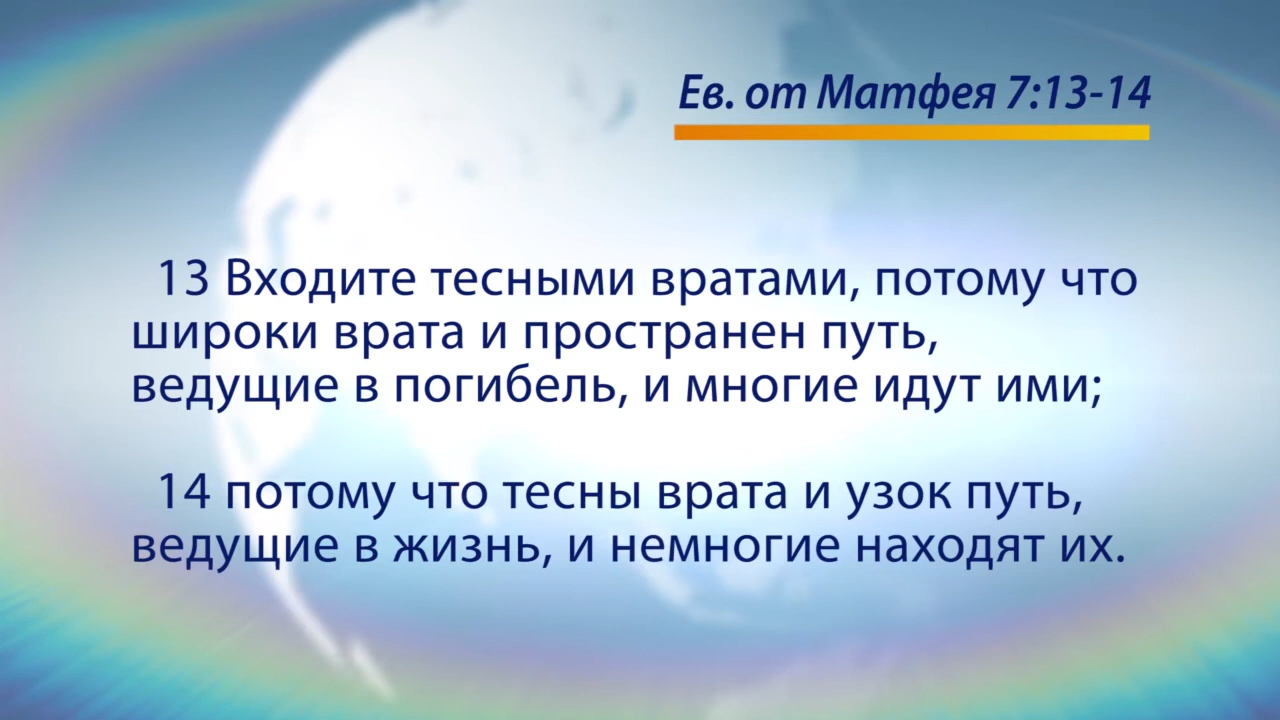 Ев. от Матфея 7:13-14
13 Входите тесными вратами, потому что
широки врата и пространен путь,
ведущие в погибель, и многие идут ими;
14 потому что тесны врата и узок путь,
ведущие в жизнь, и немногие находят их.